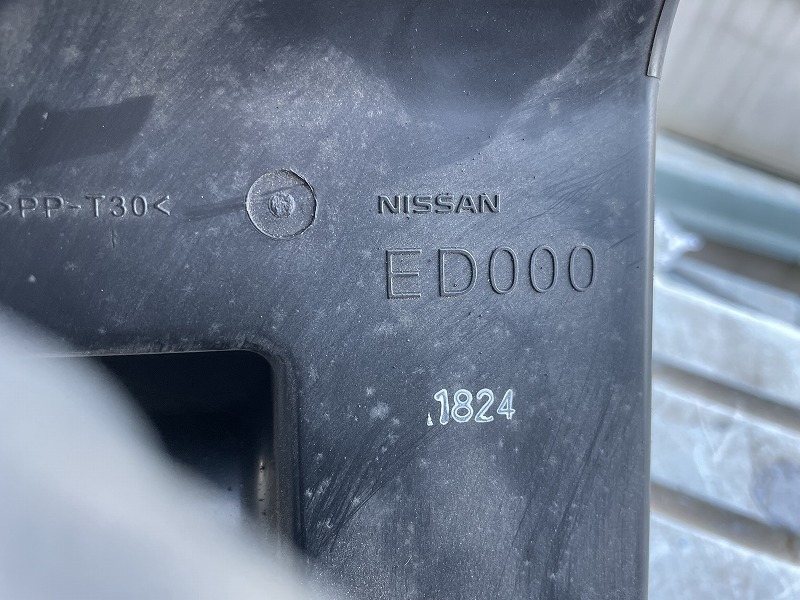 >PP-T30<
NISSAN
ED000
1824